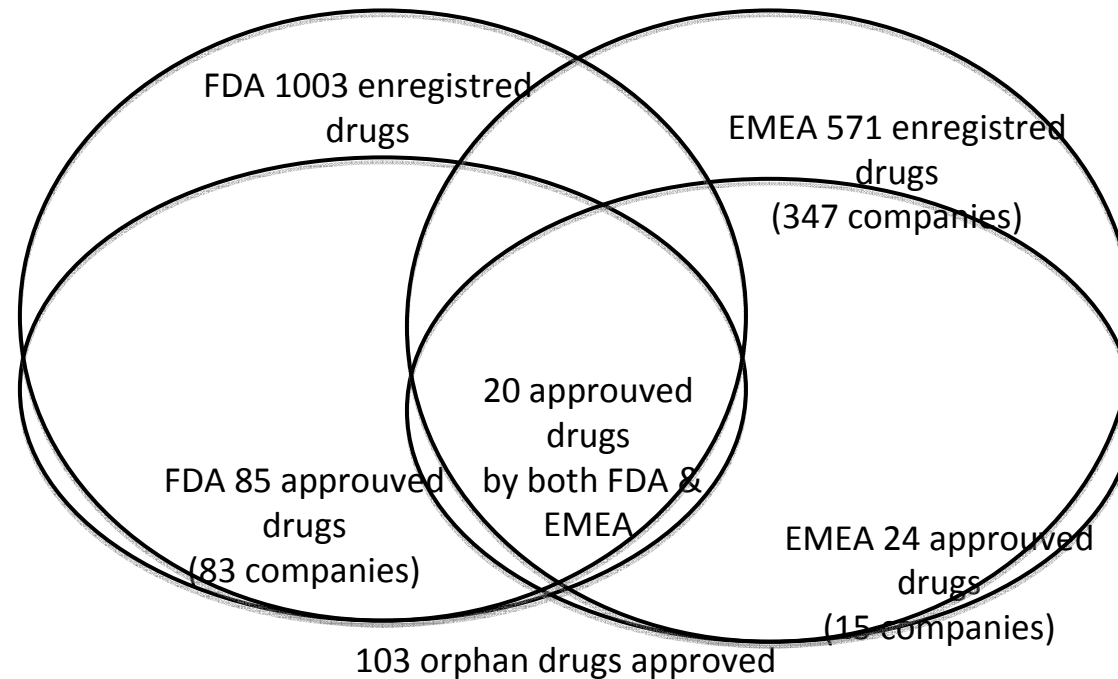 FDA 1003 enregistred
drugs
EMEA 571 enregistred
drugs
(347 companies)
20 approuved
drugs
by both FDA &
EMEA
FDA 85 approuved
drugs
(83 companies)
EMEA 24 approuved
drugs
(15 companies)
103 orphan drugs approved